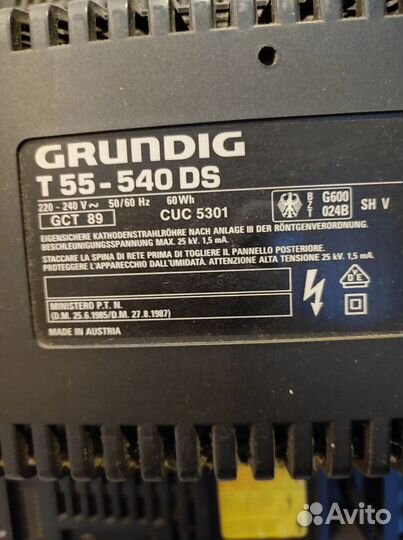 GRUNDIG
T 55-540 DS
220 - 240 V~ 50/60 Hz 60 Wh
GCT 89 CUC 5301
BZT G600 024B SH V
EIGENSICHERE KATHODENSTRAHLRÖHRE NACH ANLAGE III DER RÖNTGENVERORDNUNG.
BESCHLEUNIGUNGSSPANNUNG MAX. 25 kV. 1,5 mA.
STACCARE LA SPINA DI RETE PRIMA DI TOGLIERE IL PANNELLO POSTERIORE.
PROTEGGERE L'APPARECCHIO DALL'UMIDATÀ. ATTENZIONE ALTA TENSIONE 25 kV. 1,5 mA.
VDE
MINISTERO P.T. N.
(D.M. 25.6.1985/D.M. 27.8.1987)
MADE IN AUSTRIA
Avito